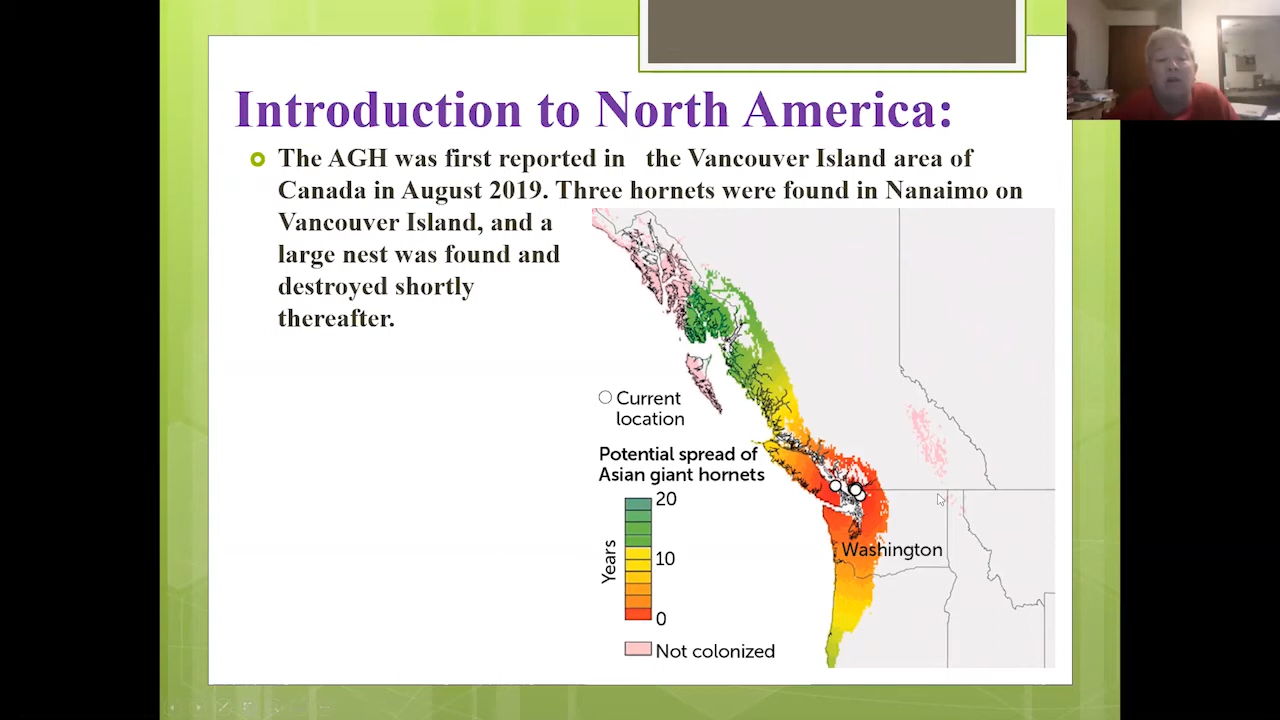 Introduction to North America:
The AGH was first reported in the Vancouver Island area of
Canada in August 2019. Three hornets were found in Nanaimo on
Vancouver Island, and a
large nest was found and
destroyed shortly
thereafter.
Current
location
Potential spread of
Asian giant hornets
20
10
0
Years
Not colonized
Washington